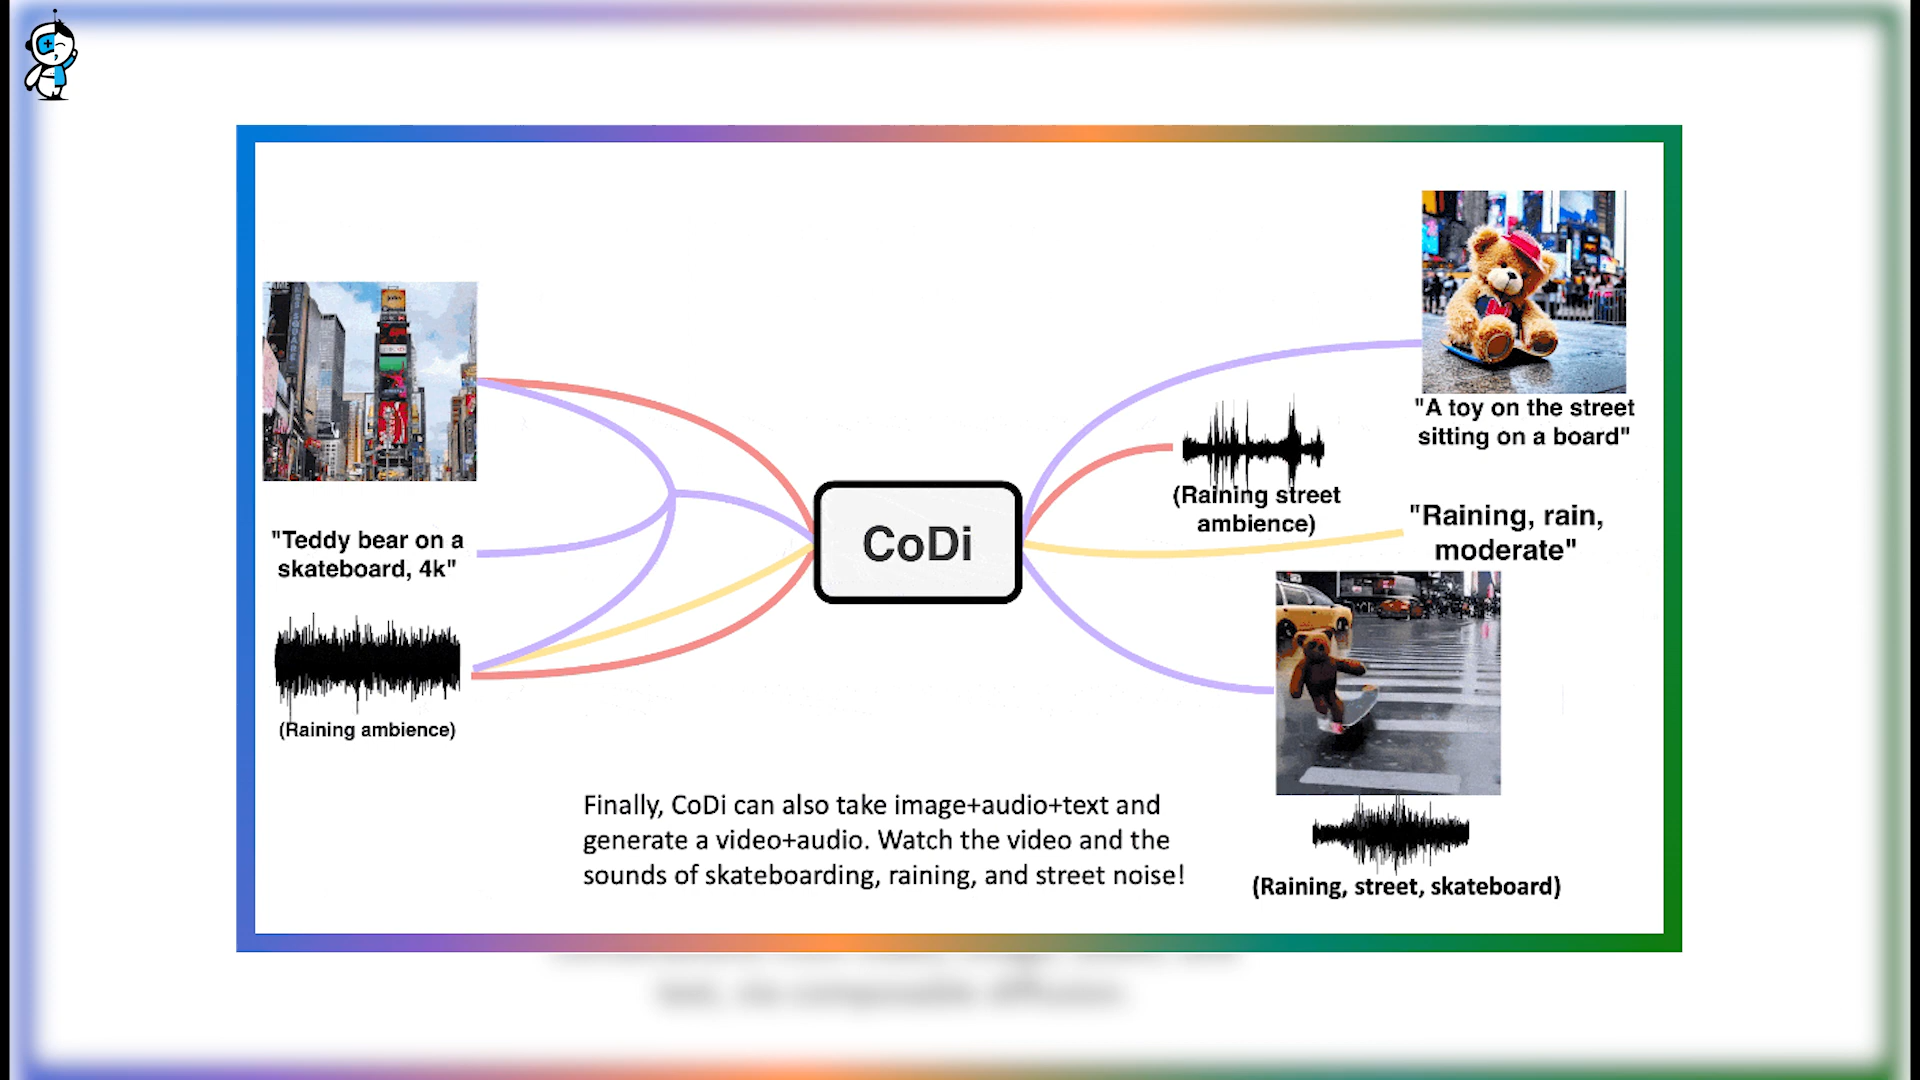 "Teddy bear on a
skateboard, 4k"
(Raining ambience)
CoDi
"A toy on the street
sitting on a board"
(Raining street
ambience)
"Raining, rain,
moderate"
(Raining, street, skateboard)
Finally, CoDi can also take image+audio+text and
generate a video+audio. Watch the video and the
sounds of skateboarding, raining, and street noise!